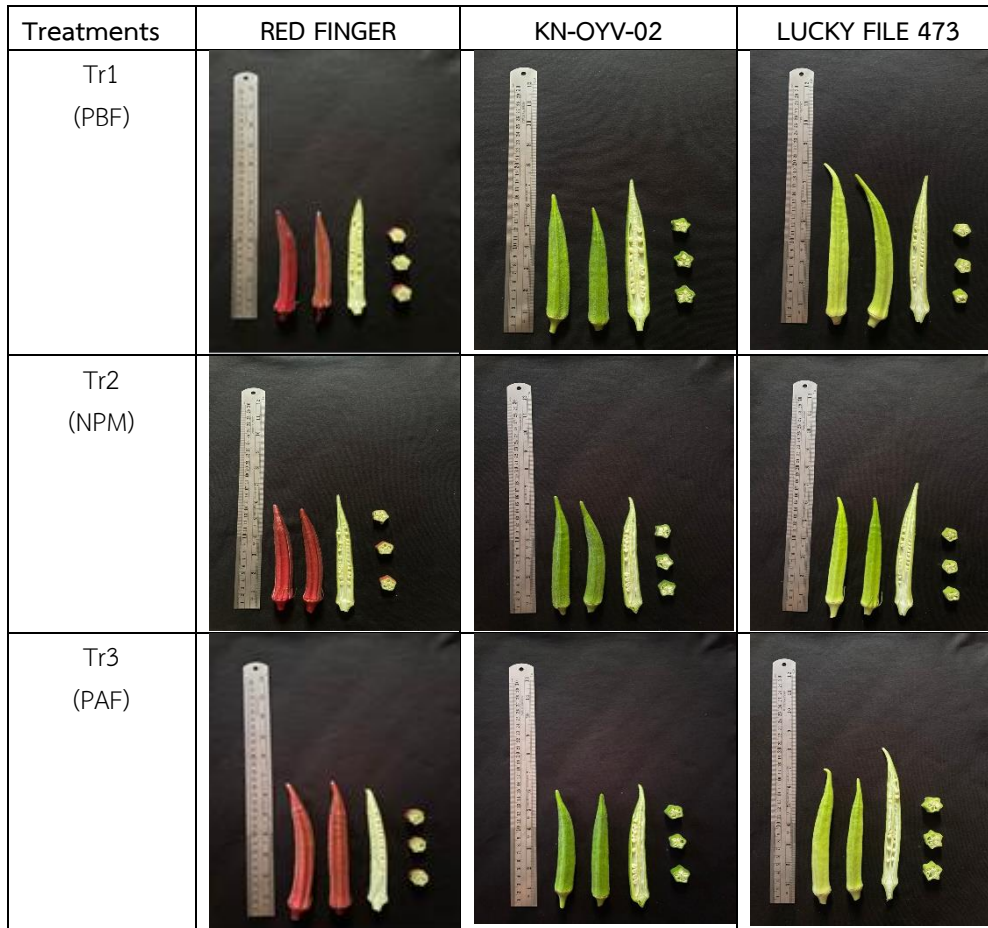 Treatments RED FINGER KN-OYV-02 LUCKY FILE 473
Tr1
(PBF)
Tr2
(NPM)
Tr3
(PAF)